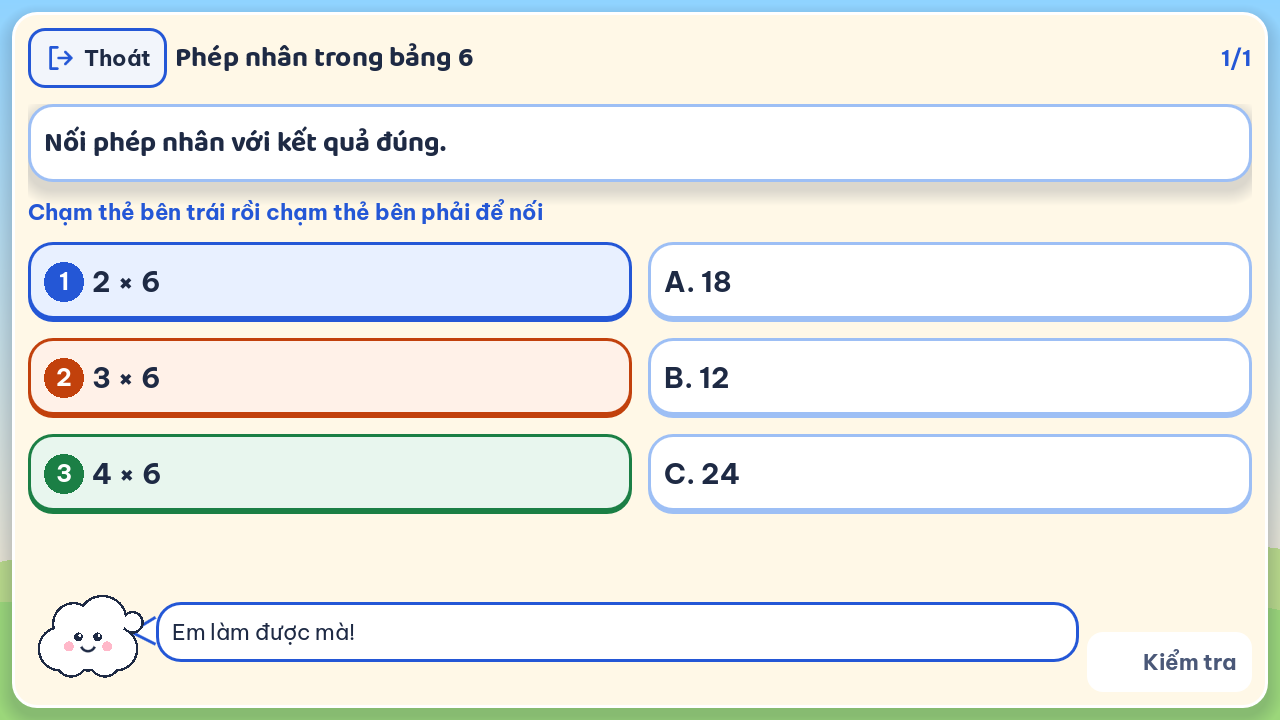 Thoát
Phép nhân trong bảng 6
1/1
Nối phép nhân với kết quả đúng.
Chạm thẻ bên trái rồi chạm thẻ bên phải để nối
1 2 × 6
A. 18
2 3 × 6
B. 12
3 4 × 6
C. 24
Em làm được mà!
Kiểm tra